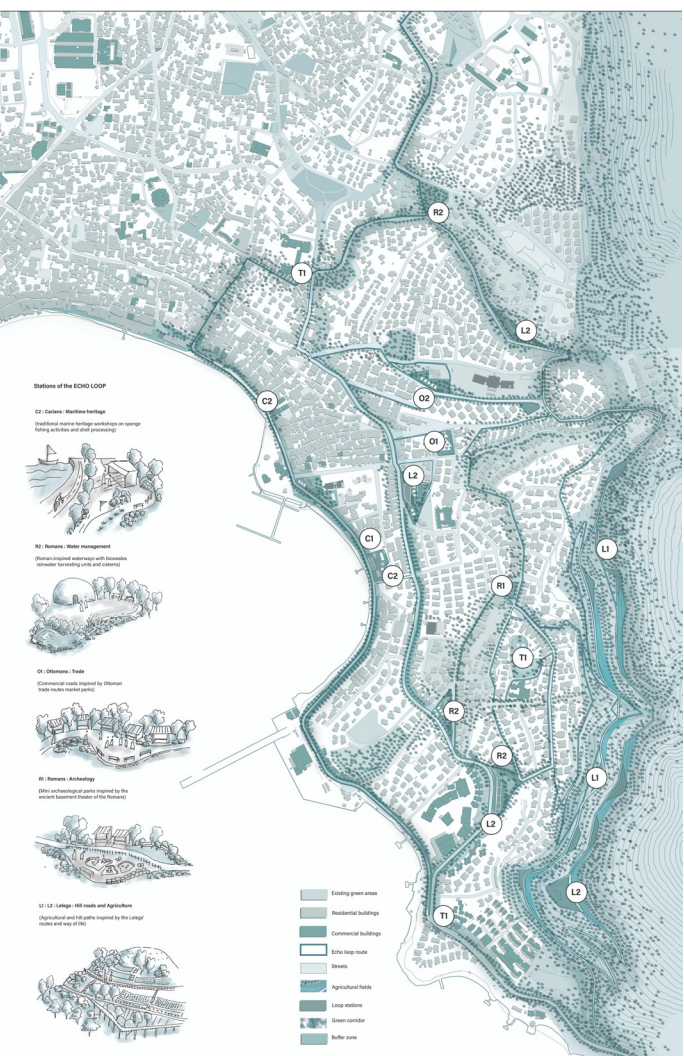 Stations of the ECHO LOOP
C2 : Carians : Maritime heritage
(traditional marine heritage workshops on sponge
fishing activities and shell processing)
R2 : Romans : Water management
(Roman-inspired waterways with bioswales
rainwater harvesting units and cisterns)
O1 : Ottomans : Trade
(Commercial roads inspired by Ottoman
trade routes market parks)
R1 : Romans : Archeology
(Mini archaeological parks inspired by the
ancient basement theater of the Romans)
L1 : L2 : Lelegs : Hill roads and Agriculture
(Agricultural and hill paths inspired by the Lelegs'
routes and way of life)
R2
T1
L2
C2
O2
O1
L2
C1
L1
C2
R1
T1
R2
R2
L1
L2
L2
T1
Existing green areas
Residential buildings
Commercial buildings
Echo loop route
Streets
Agricultural fields
Loop stations
Green corridor
Buffer zone